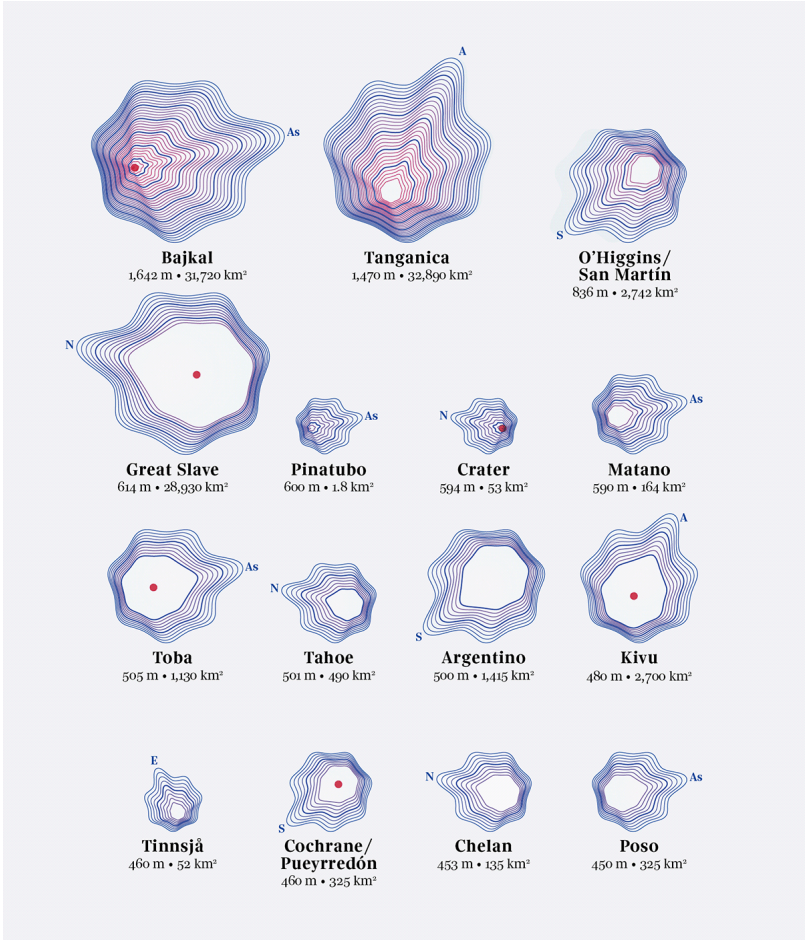 A
As
Bajkal
1,642 m • 31,720 km²
Tanganica
1,470 m • 32,890 km²
S
O’Higgins/
San Martín
836 m • 2,742 km²
N
Great Slave
614 m • 28,930 km²
As
Pinatubo
600 m • 1.8 km²
N
Crater
594 m • 53 km²
As
Matano
590 m • 164 km²
As
Toba
505 m • 1,130 km²
N
Tahoe
501 m • 490 km²
S
Argentino
500 m • 1,415 km²
A
Kivu
480 m • 2,700 km²
E
Tinnsjå
460 m • 52 km²
S
Cochrane/
Pueyrredón
460 m • 325 km²
N
Chelan
453 m • 135 km²
As
Poso
450 m • 325 km²